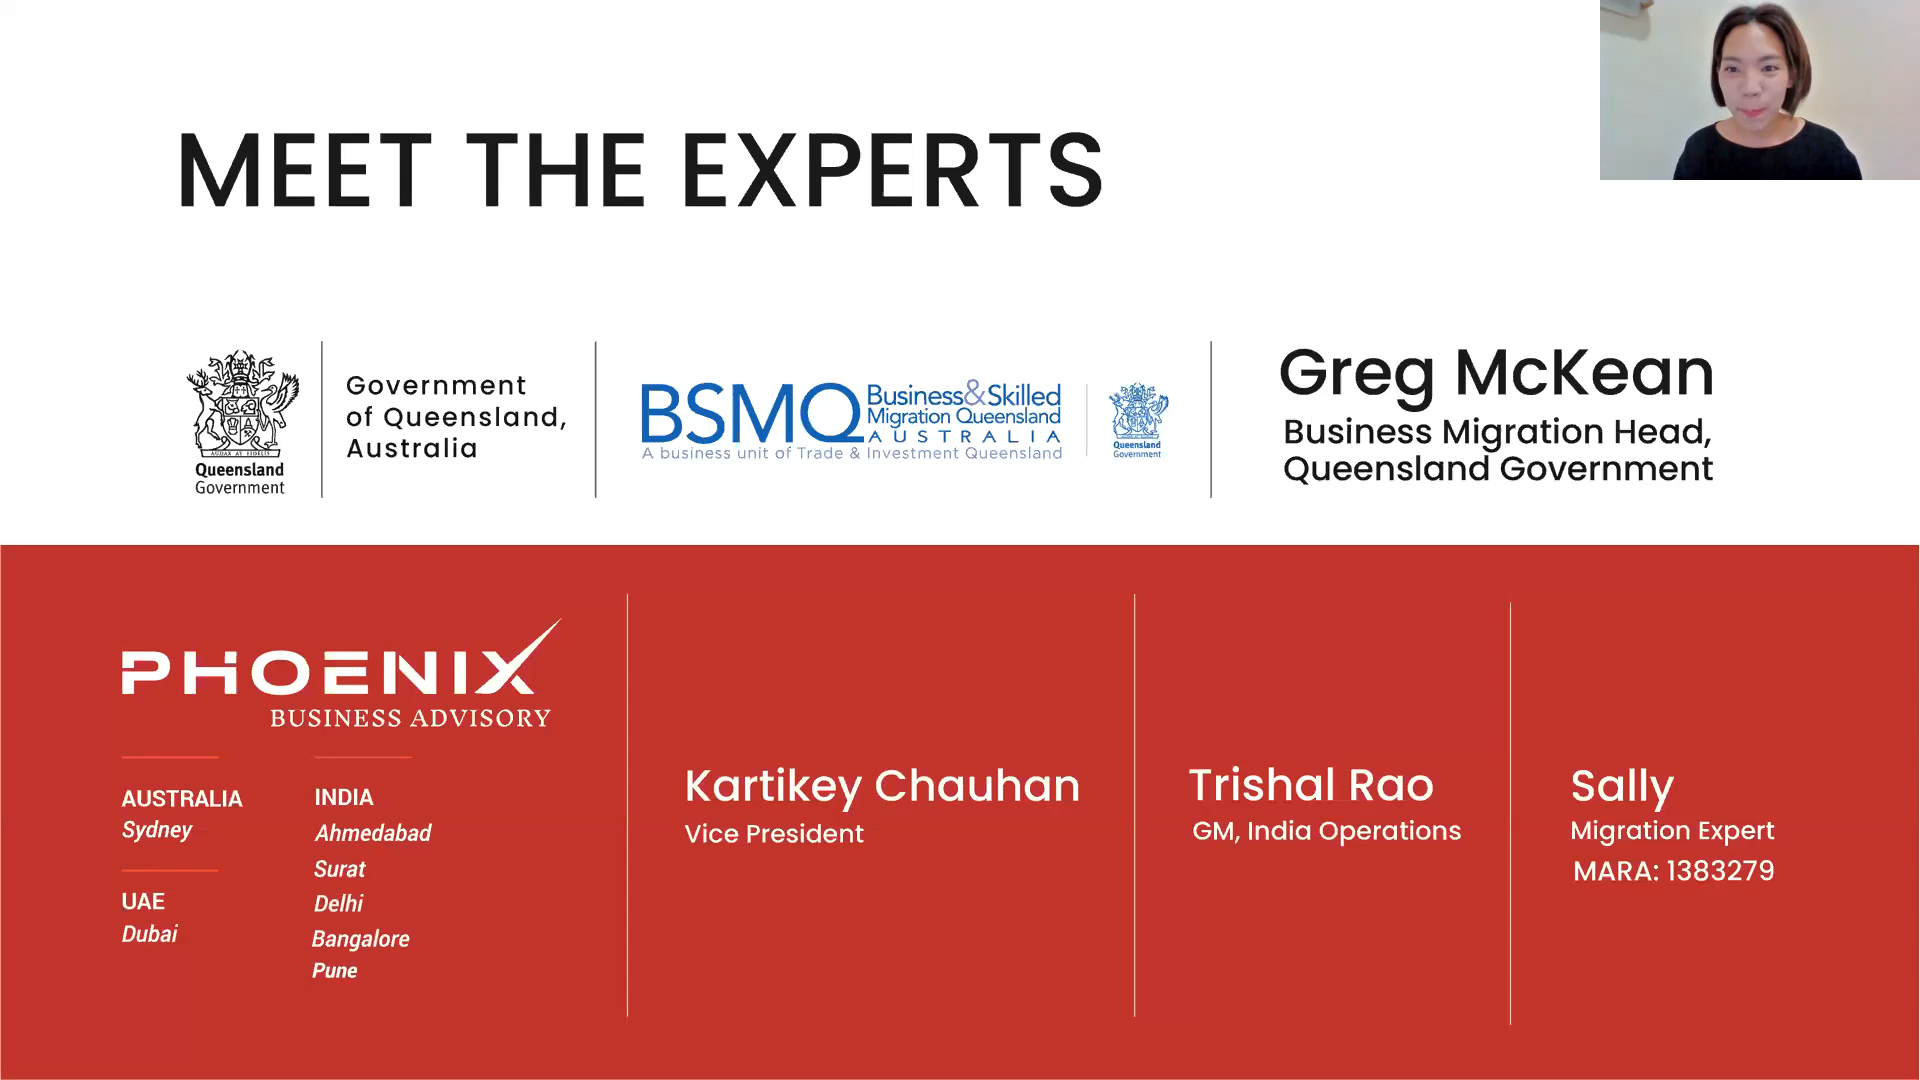 MEET THE EXPERTS
Queensland
Government
Government
of Queensland,
Australia
BSMQ
Business&Skilled
Migration Queensland
AUSTRALIA
A business unit of Trade & Investment Queensland
Queensland
Government
Greg McKean
Business Migration Head,
Queensland Government
PHOENIX
BUSINESS ADVISORY
AUSTRALIA
Sydney
UAE
Dubai
INDIA
Ahmedabad
Surat
Delhi
Bangalore
Pune
Kartikey Chauhan
Vice President
Trishal Rao
GM, India Operations
Sally
Migration Expert
MARA: 1383279